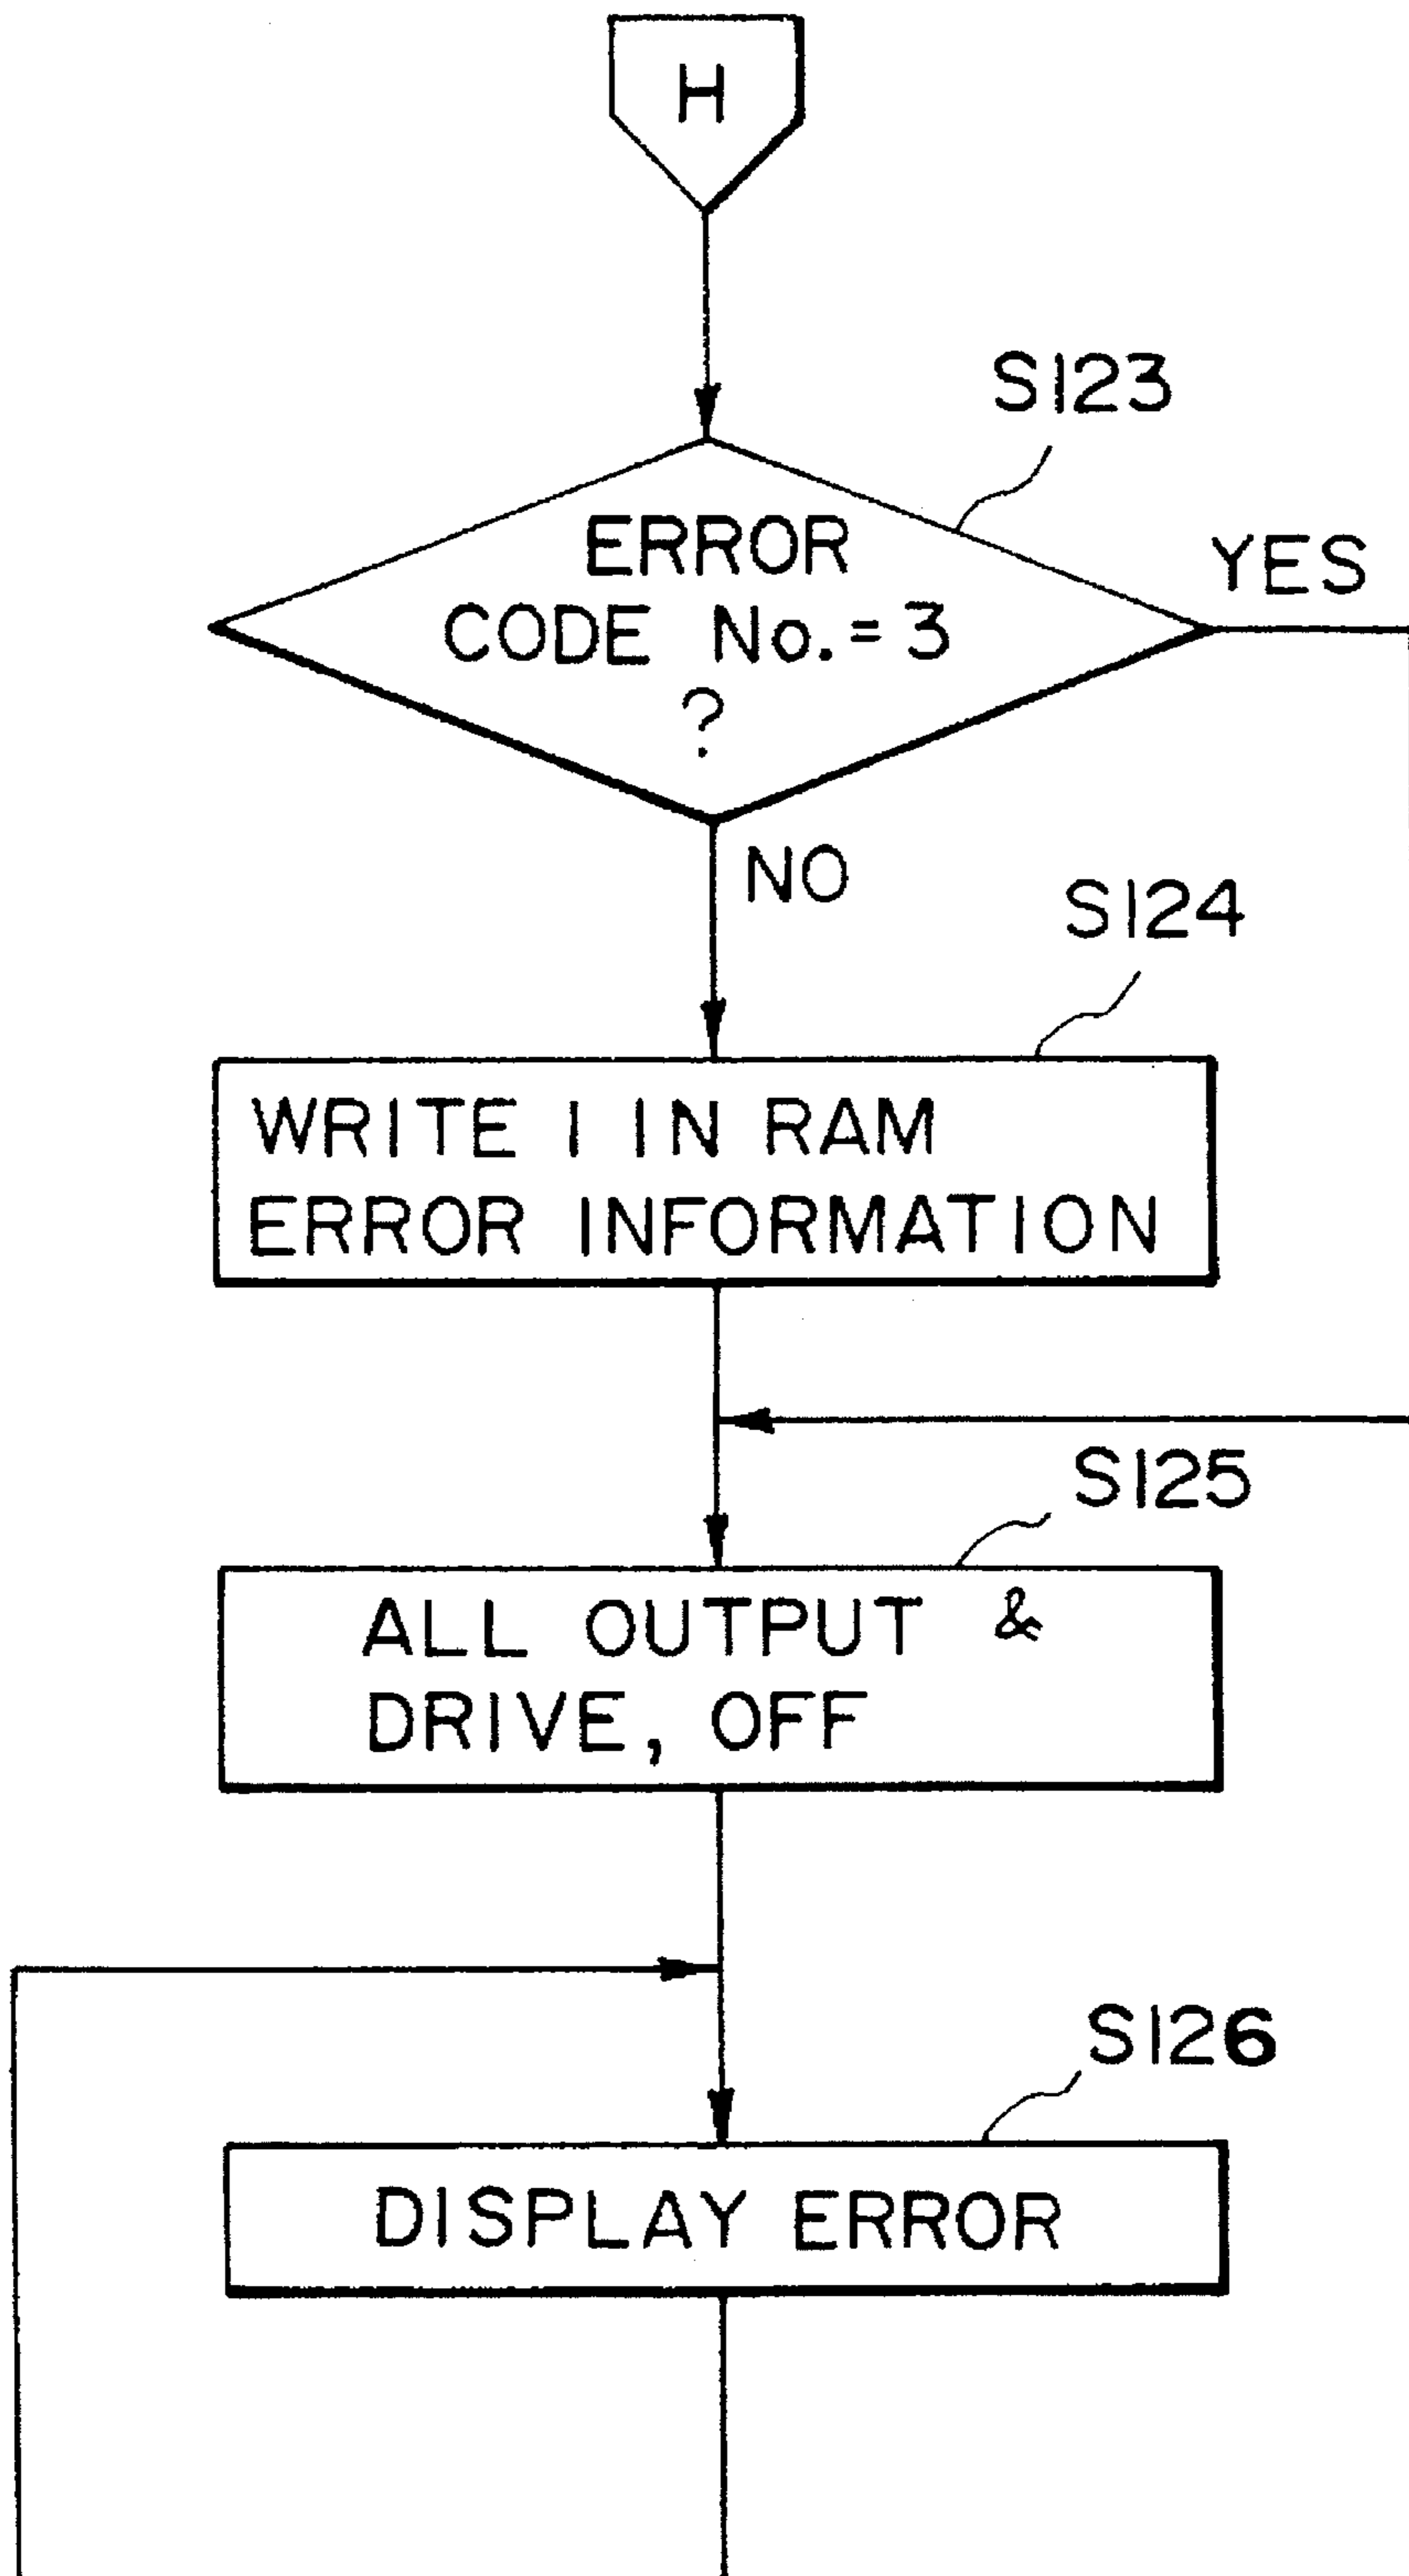 H
S123
ERROR
CODE No.=3
?
YES
NO
S124
WRITE 1 IN RAM
ERROR INFORMATION
S125
ALL OUTPUT &
DRIVE, OFF
S126
DISPLAY ERROR